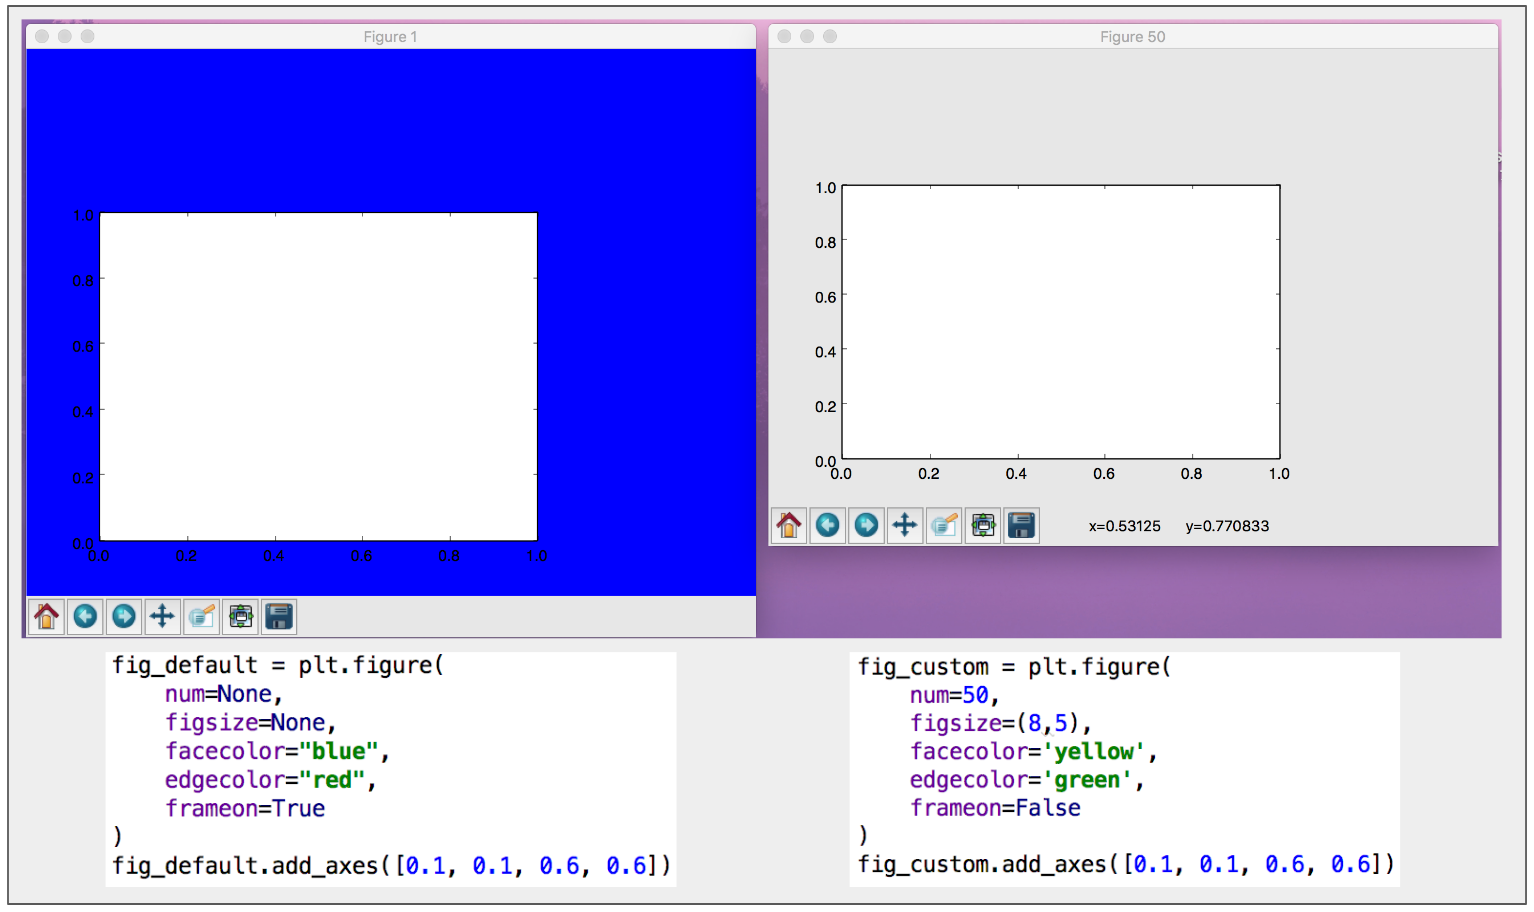 Figure 1
1.0
0.8
0.6
0.4
0.2
0.0
0.0 0.2 0.4 0.6 0.8 1.0
Figure 50
1.0
0.8
0.6
0.4
0.2
0.0
0.0 0.2 0.4 0.6 0.8 1.0
x=0.53125 y=0.770833
fig_default = plt.figure(
num=None,
figsize=None,
facecolor="blue",
edgecolor="red",
frameon=True
)
fig_default.add_axes([0.1, 0.1, 0.6, 0.6])
fig_custom = plt.figure(
num=50,
figsize=(8,5),
facecolor='yellow',
edgecolor='green',
frameon=False
)
fig_custom.add_axes([0.1, 0.1, 0.6, 0.6])